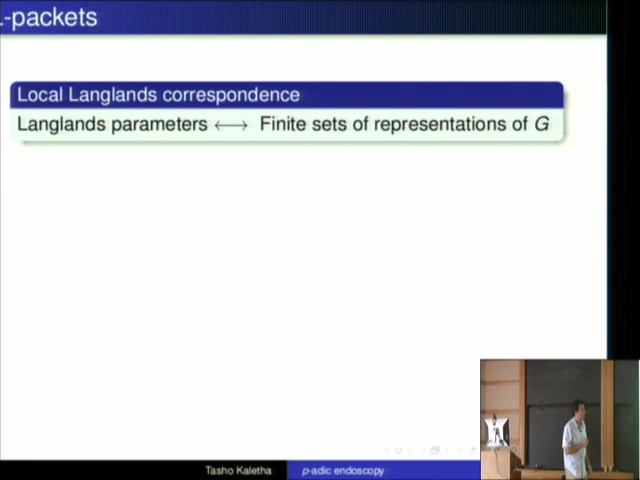 -packets
Local Langlands correspondence
Langlands parameters ⟷ Finite sets of representations of G
Tasho Kaletha p-adic endoscopy